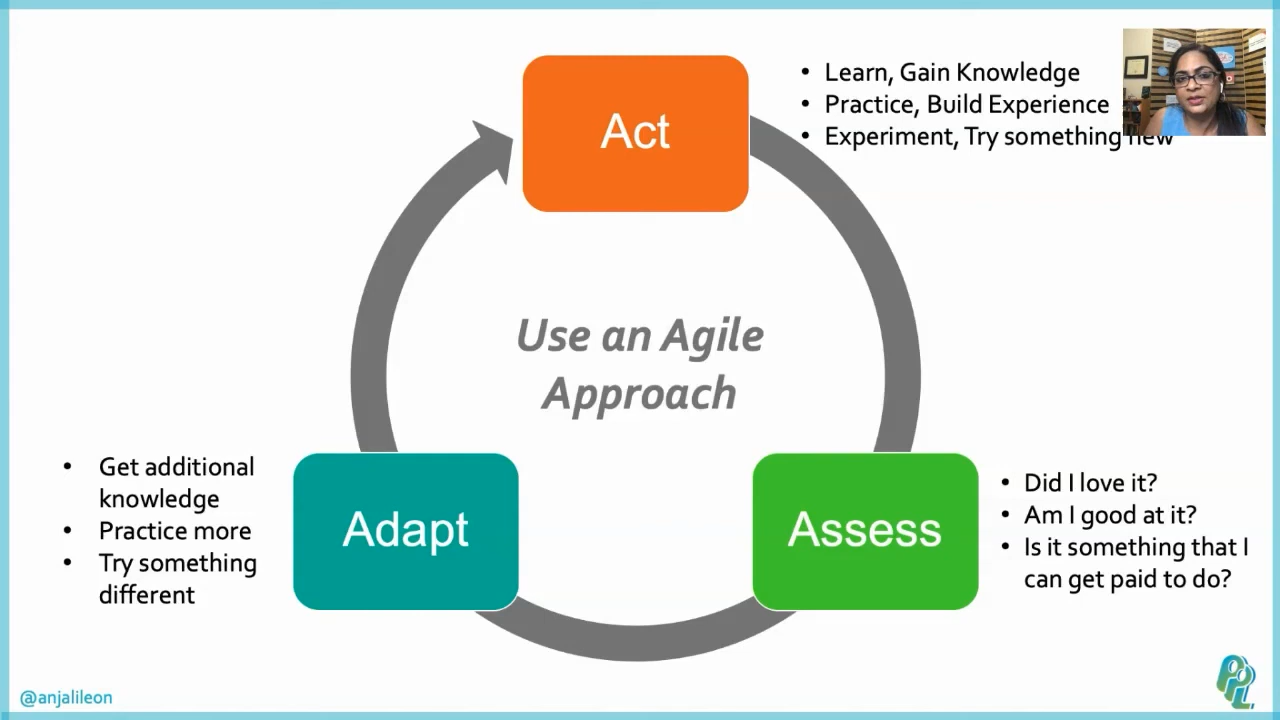 Act
• Learn, Gain Knowledge
• Practice, Build Experience
• Experiment, Try something new
Use an Agile
Approach
Adapt
• Get additional
knowledge
• Practice more
• Try something
different
Assess
• Did I love it?
• Am I good at it?
• Is it something that I
can get paid to do?
@anjalileon
PPL